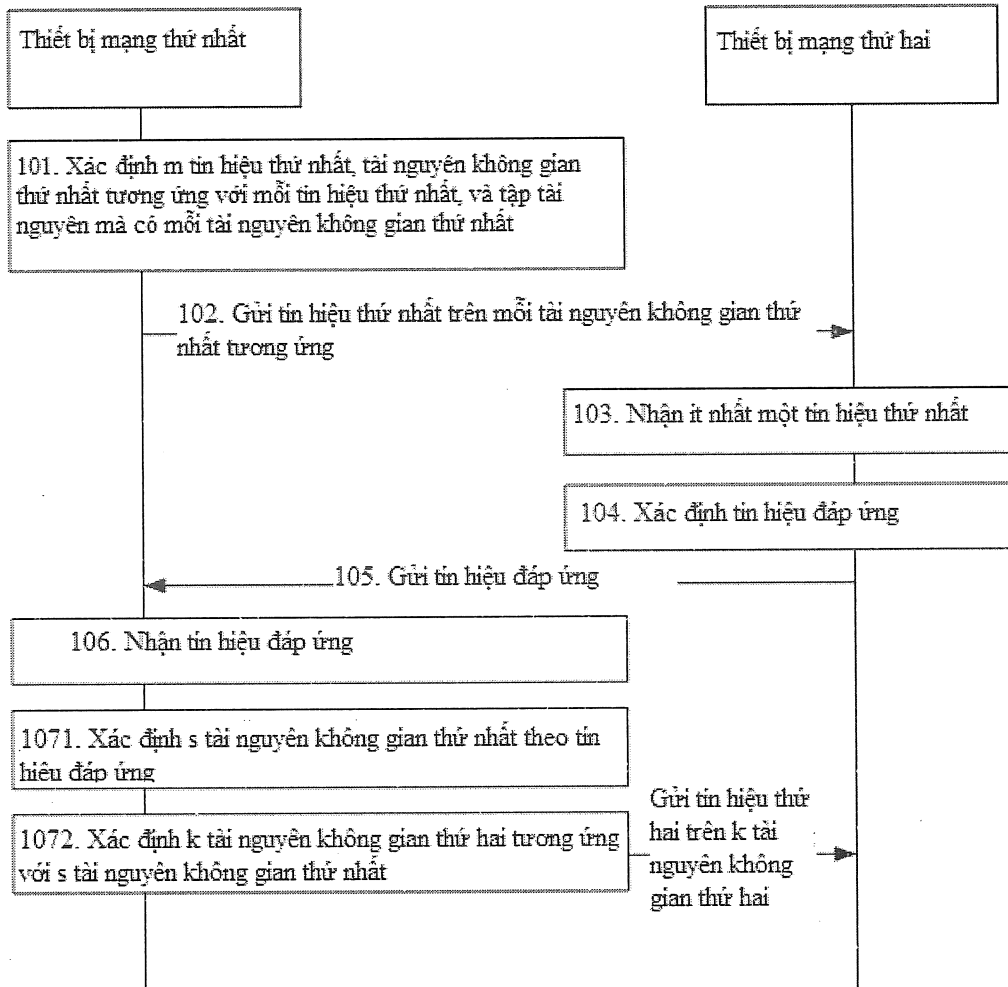 Thiết bị mạng thứ nhất
Thiết bị mạng thứ hai
101. Xác định m tín hiệu thứ nhất, tài nguyên không gian
thứ nhất tương ứng với mỗi tín hiệu thứ nhất, và tập tài
nguyên mà có mỗi tài nguyên không gian thứ nhất
102. Gửi tín hiệu thứ nhất trên mỗi tài nguyên không gian thứ
nhất tương ứng
103. Nhận ít nhất một tín hiệu thứ nhất
104. Xác định tín hiệu đáp ứng
105. Gửi tín hiệu đáp ứng
106. Nhận tín hiệu đáp ứng
1071. Xác định s tài nguyên không gian thứ nhất theo tín
hiệu đáp ứng
1072. Xác định k tài nguyên không gian thứ hai tương ứng
với s tài nguyên không gian thứ nhất
Gửi tín hiệu thứ
hai trên k tài
nguyên không
gian thứ hai